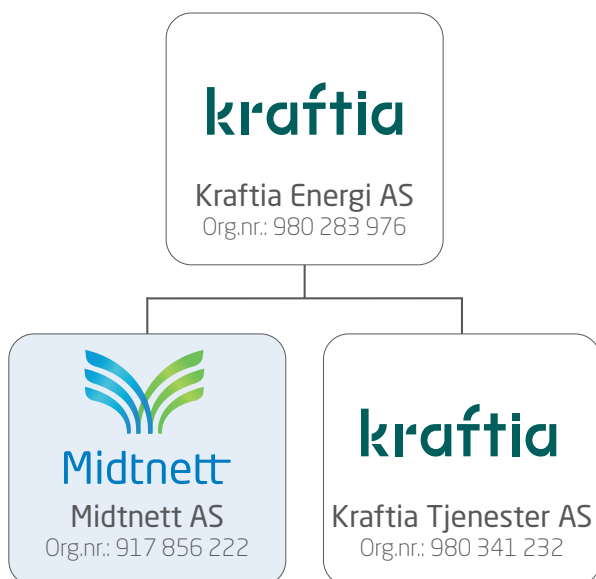 kraftia
Kraftia Energi AS
Org.nr.: 980 283 976
Midtnett
Midtnett AS
Org.nr.: 917 856 222
kraftia
Kraftia Tjenester AS
Org.nr.: 980 341 232